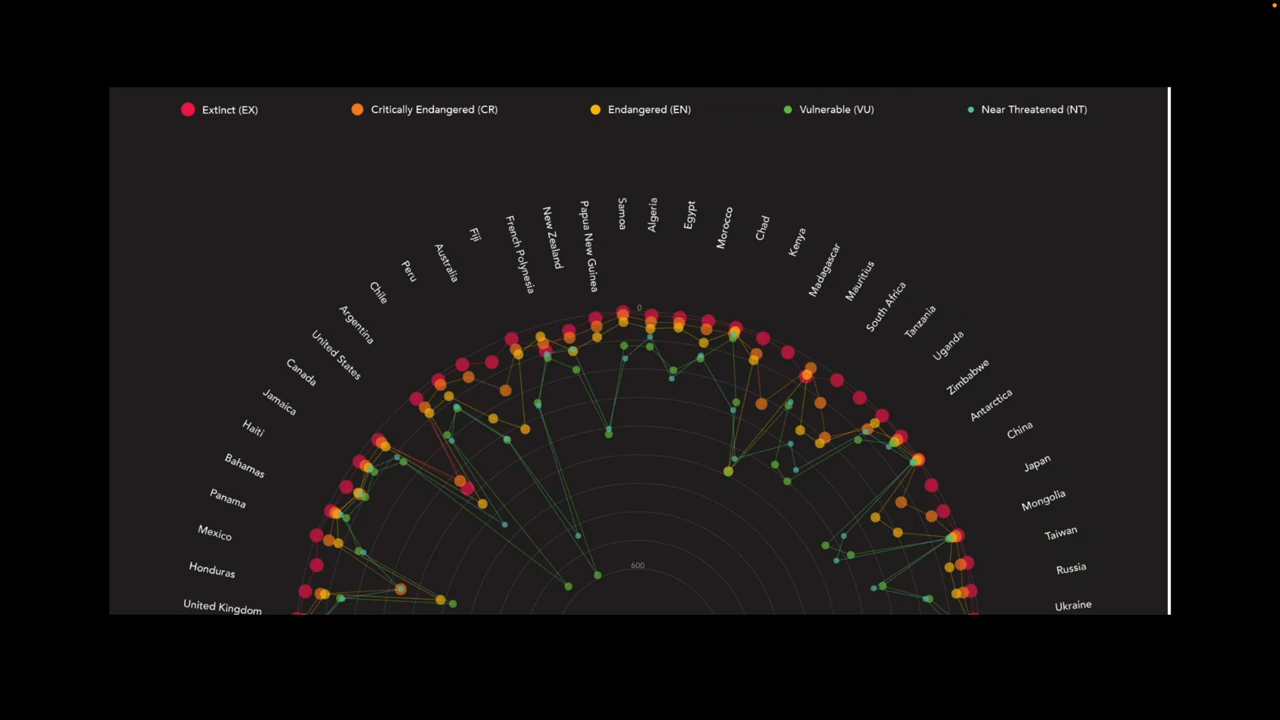 Extinct (EX)
Critically Endangered (CR)
Endangered (EN)
Vulnerable (VU)
Near Threatened (NT)
United Kingdom
Honduras
Mexico
Panama
Bahamas
Haiti
Jamaica
Canada
United States
Argentina
Chile
Peru
Australia
Fiji
French Polynesia
New Zealand
Papua New Guinea
Samoa
Algeria
Egypt
Morocco
Chad
Kenya
Madagascar
Mauritius
South Africa
Tanzania
Uganda
Zimbabwe
Antarctica
China
Japan
Mongolia
Taiwan
Russia
Ukraine
0
600